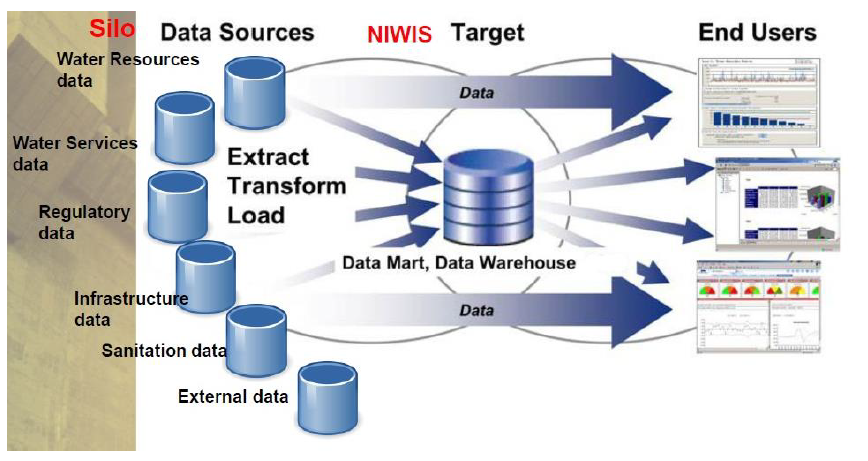 Silo Data Sources NIWIS Target End Users
Water Resources
data
Data
Water Services
data
Extract
Transform
Load
Regulatory
data
Data Mart, Data Warehouse
Infrastructure
data
Data
Sanitation data
External data